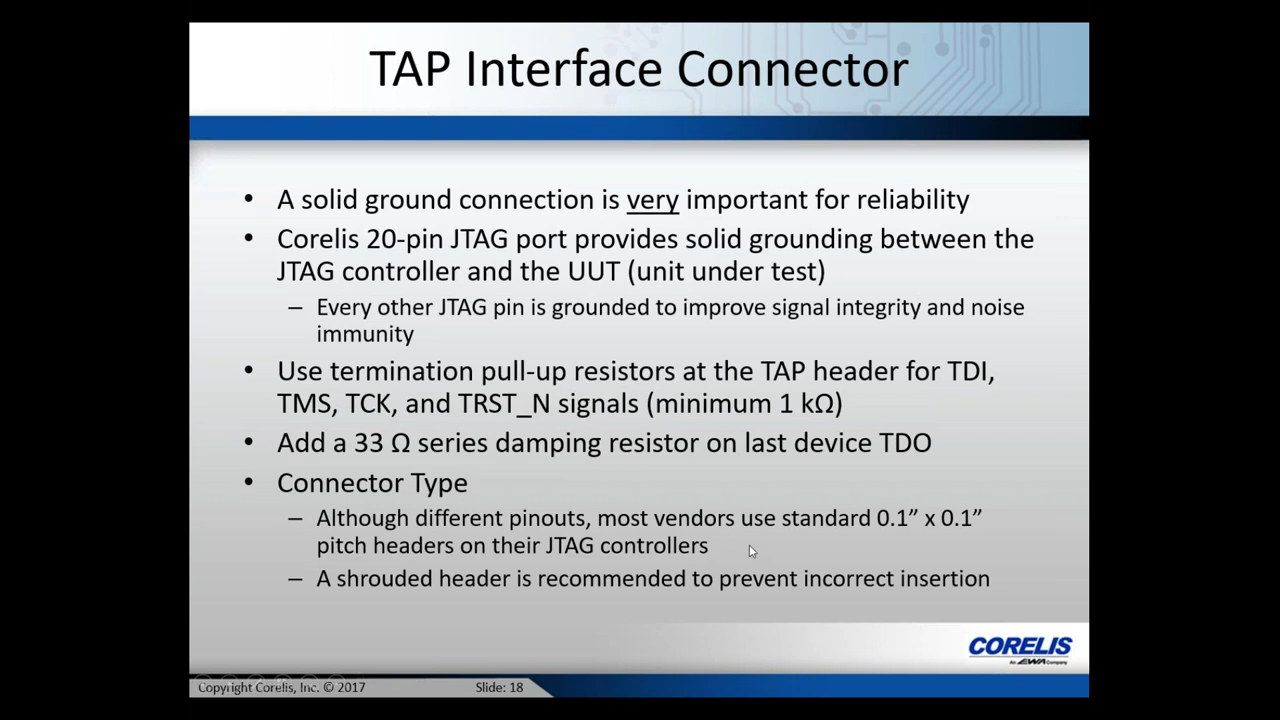 TAP Interface Connector
• A solid ground connection is very important for reliability
• Corelis 20-pin JTAG port provides solid grounding between the
JTAG controller and the UUT (unit under test)
– Every other JTAG pin is grounded to improve signal integrity and noise
immunity
• Use termination pull-up resistors at the TAP header for TDI,
TMS, TCK, and TRST_N signals (minimum 1 kΩ)
• Add a 33 Ω series damping resistor on last device TDO
• Connector Type
– Although different pinouts, most vendors use standard 0.1” x 0.1”
pitch headers on their JTAG controllers
– A shrouded header is recommended to prevent incorrect insertion
CORELIS
An EWA Company
Copyright Corelis, Inc. © 2017
Slide: 18